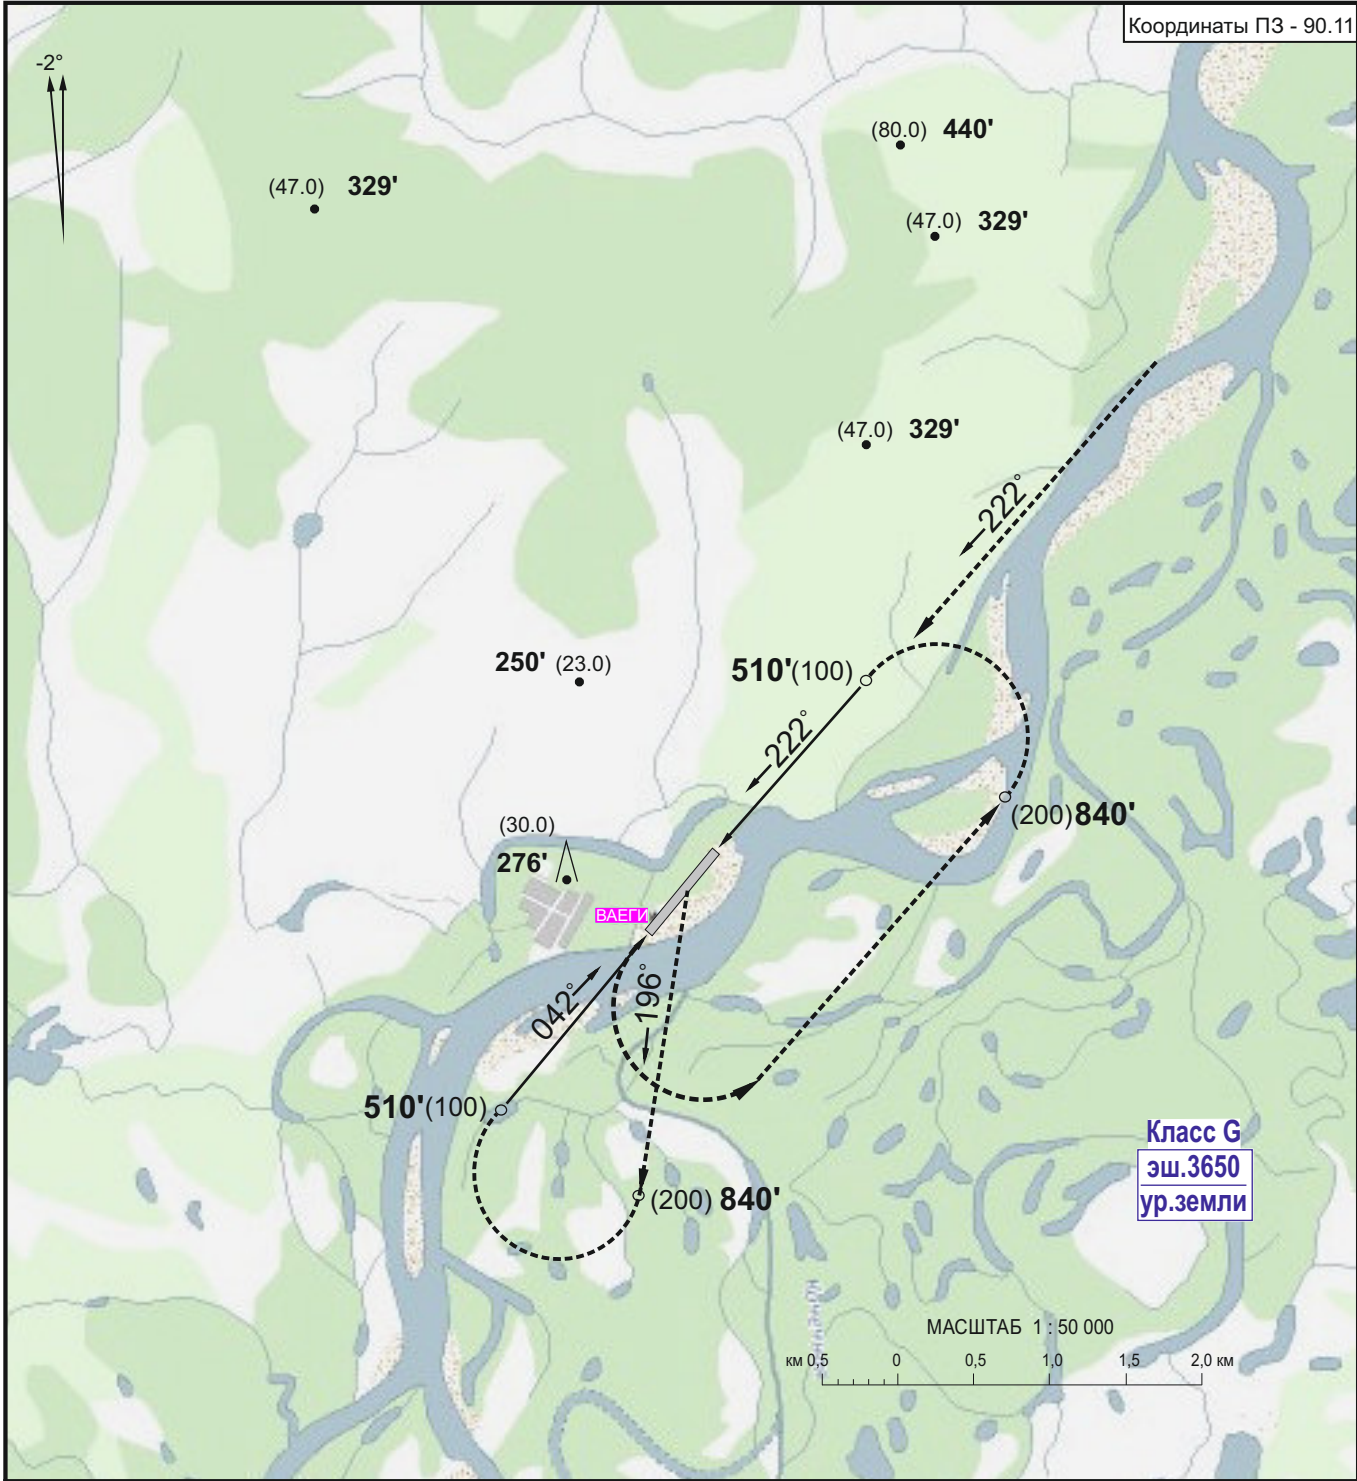 Координаты ПЗ - 90.11
-2°
(80.0) 440'
(47.0) 329'
(47.0) 329'
(47.0) 329'
222°
250' (23.0)
510'(100)
222°
(200)840'
(30.0)
276'
ВАЕГИ
196°
042°
510'(100)
Класс G
эш.3650
ур.земли
(200) 840'
МАСШТАБ 1 : 50 000
км 0,5 0 0,5 1,0 1,5 2,0 км